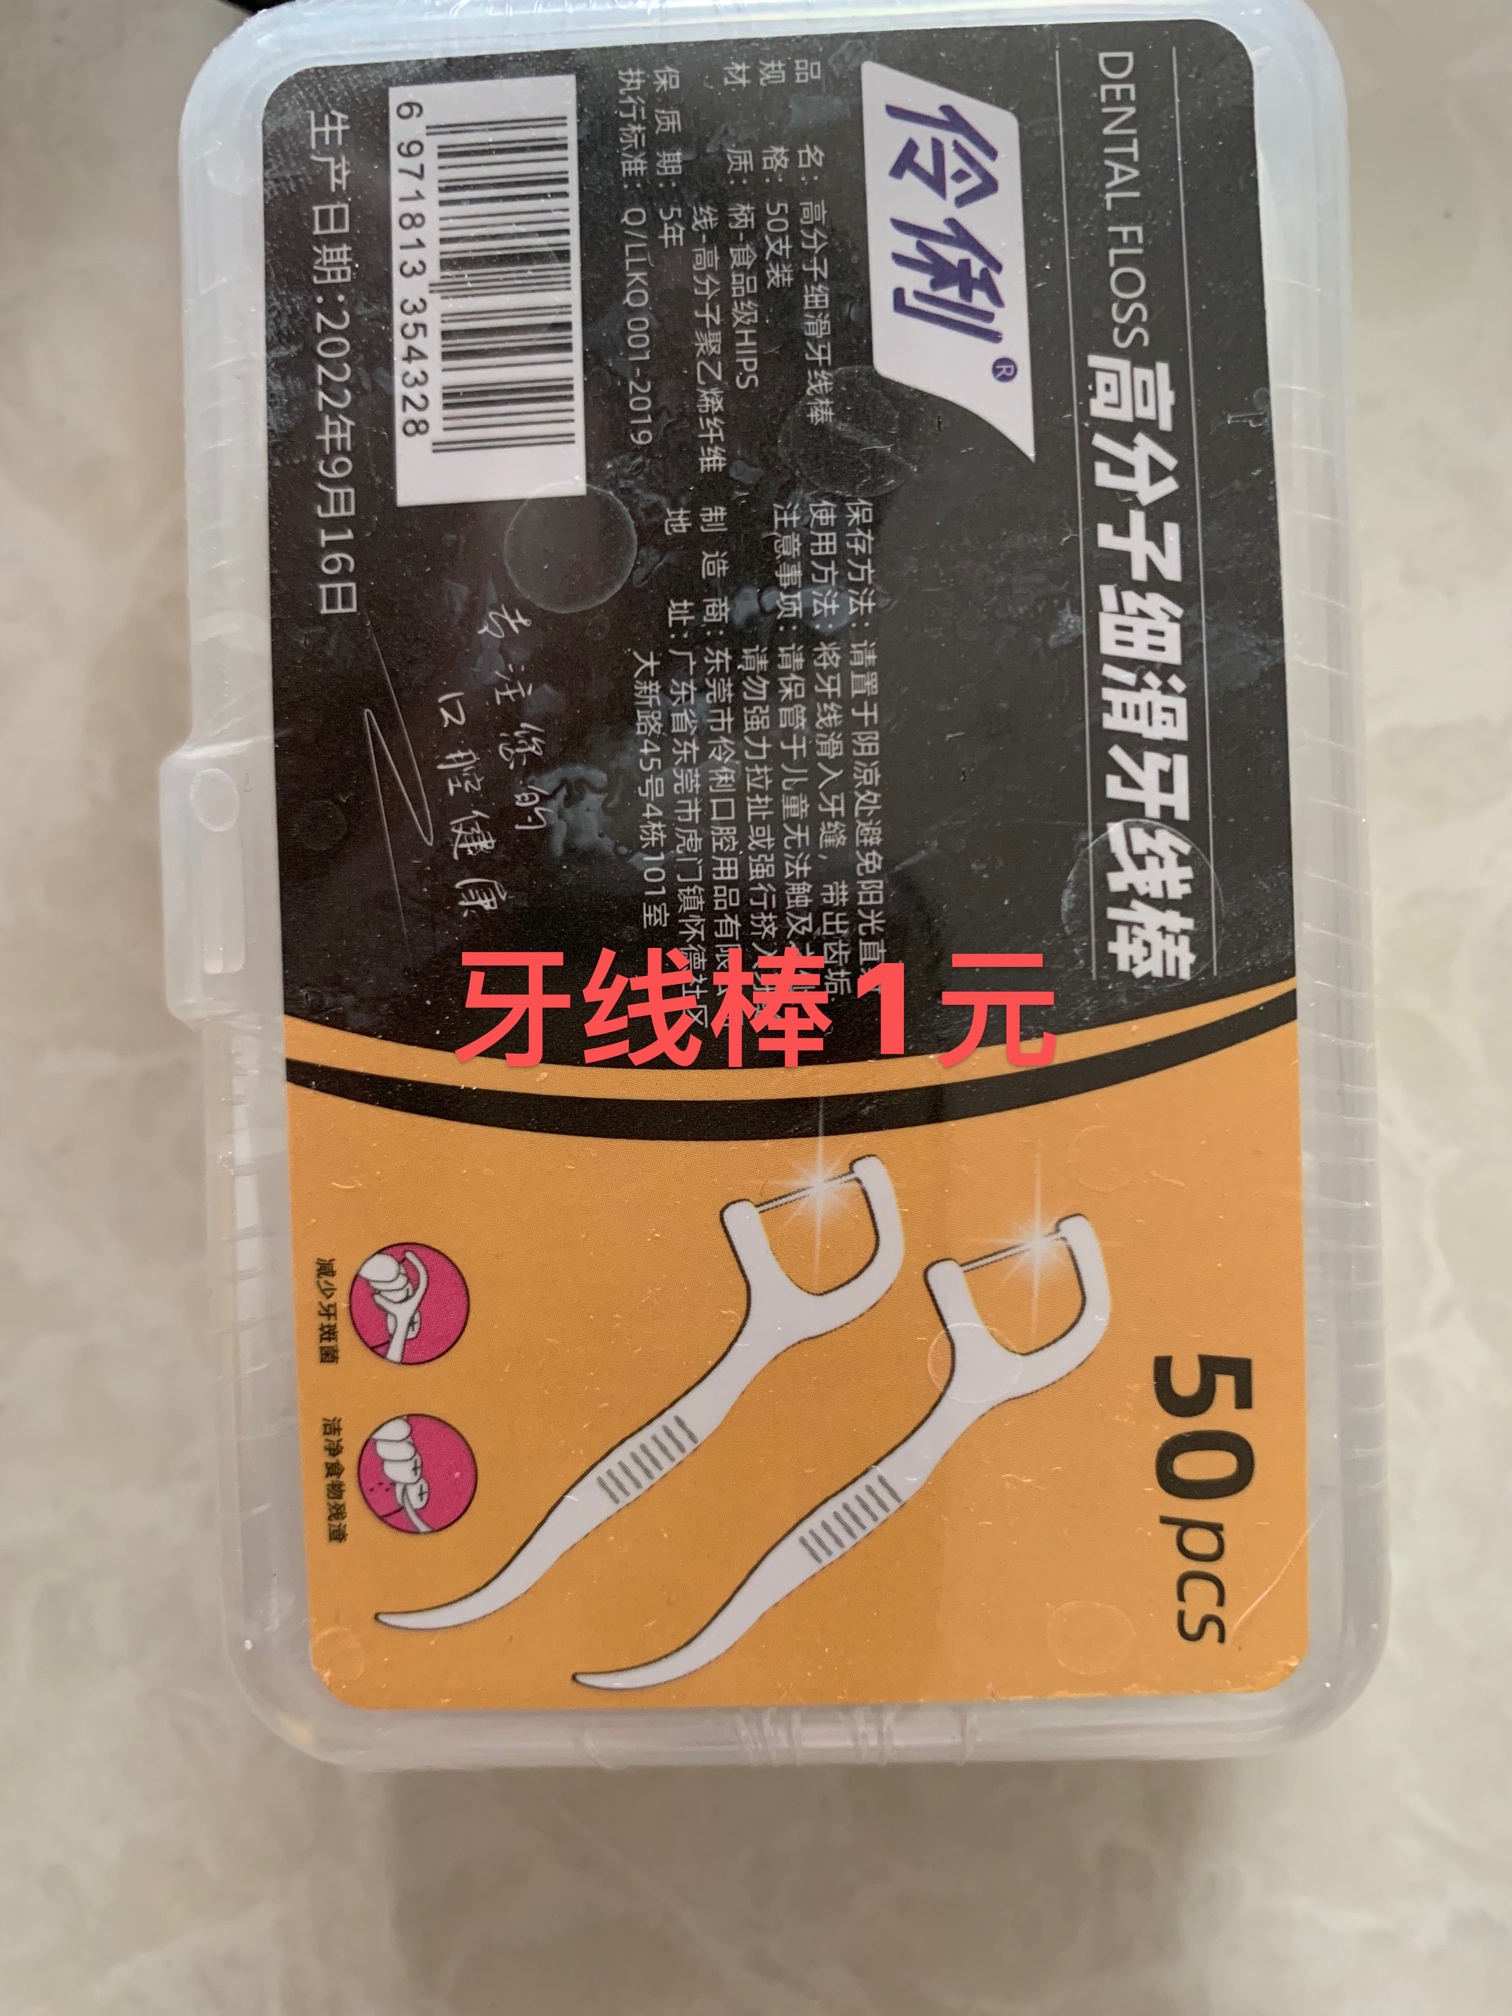 DENTAL FLOSS 高分子细滑牙线棒
伶俐®
品 名：高分子细滑牙线棒
规 格：50支装
材 质：柄-食品级HIPS
线-高分子聚乙烯纤维
保 质 期：5年
执行标准：Q/LLKQ 001-2019
6 971813 354328
生产日期:2022年9月16日
保存方法：请置于阴凉处避免阳光直
使用方法：将牙线滑入牙缝，带出齿垢
注意事项：请保管于儿童无法触及
请勿强力拉扯或强行挤入
制 造 商：东莞市伶俐口腔用品有限
地 址：广东省东莞市虎门镇怀德社区
大新路45号4栋101室
专注您的
口腔健康
牙线棒1元
50pcs
减少牙斑菌
洁净食物残渣